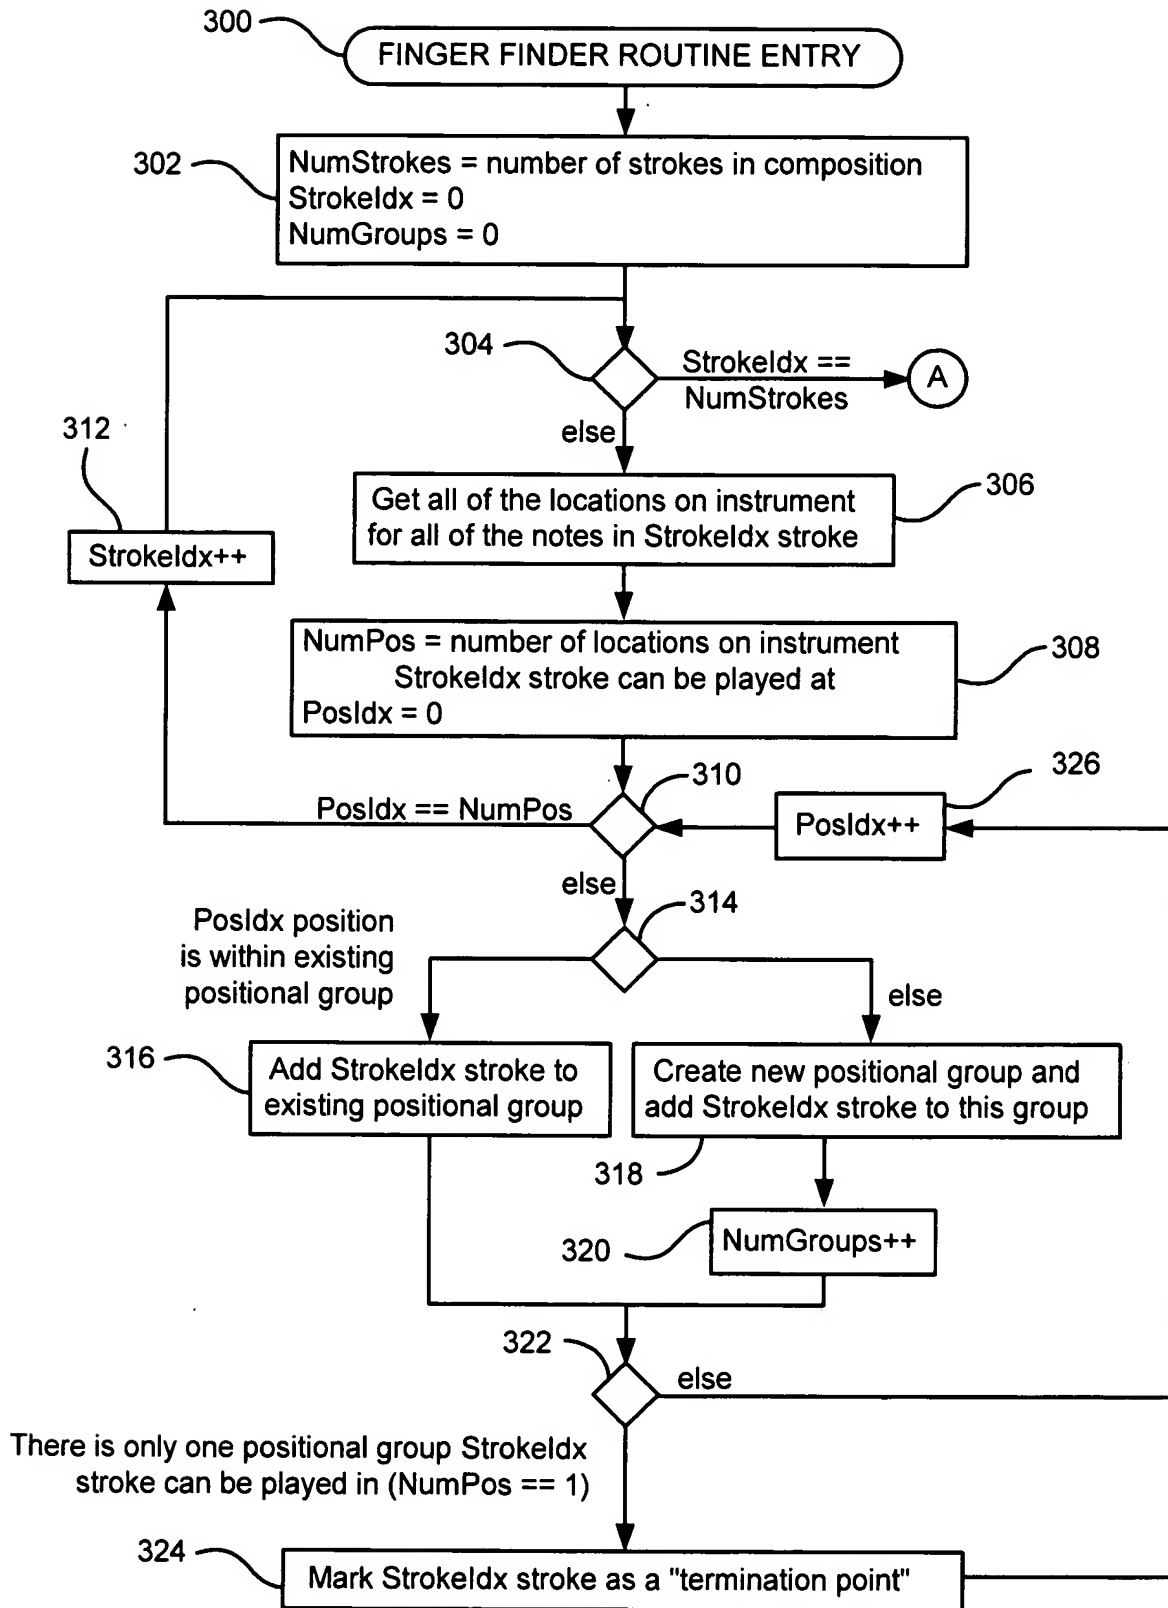 300
FINGER FINDER ROUTINE ENTRY
302
NumStrokes = number of strokes in composition
StrokeIdx = 0
NumGroups = 0
304
StrokeIdx ==
NumStrokes
A
else
312
StrokeIdx++
306
Get all of the locations on instrument
for all of the notes in StrokeIdx stroke
308
NumPos = number of locations on instrument
StrokeIdx stroke can be played at
PosIdx = 0
310
326
PosIdx == NumPos
PosIdx++
else
314
PosIdx position
is within existing
positional group
else
316
Add StrokeIdx stroke to
existing positional group
Create new positional group and
add StrokeIdx stroke to this group
318
320
NumGroups++
322
else
There is only one positional group StrokeIdx
stroke can be played in (NumPos == 1)
324
Mark StrokeIdx stroke as a "termination point"